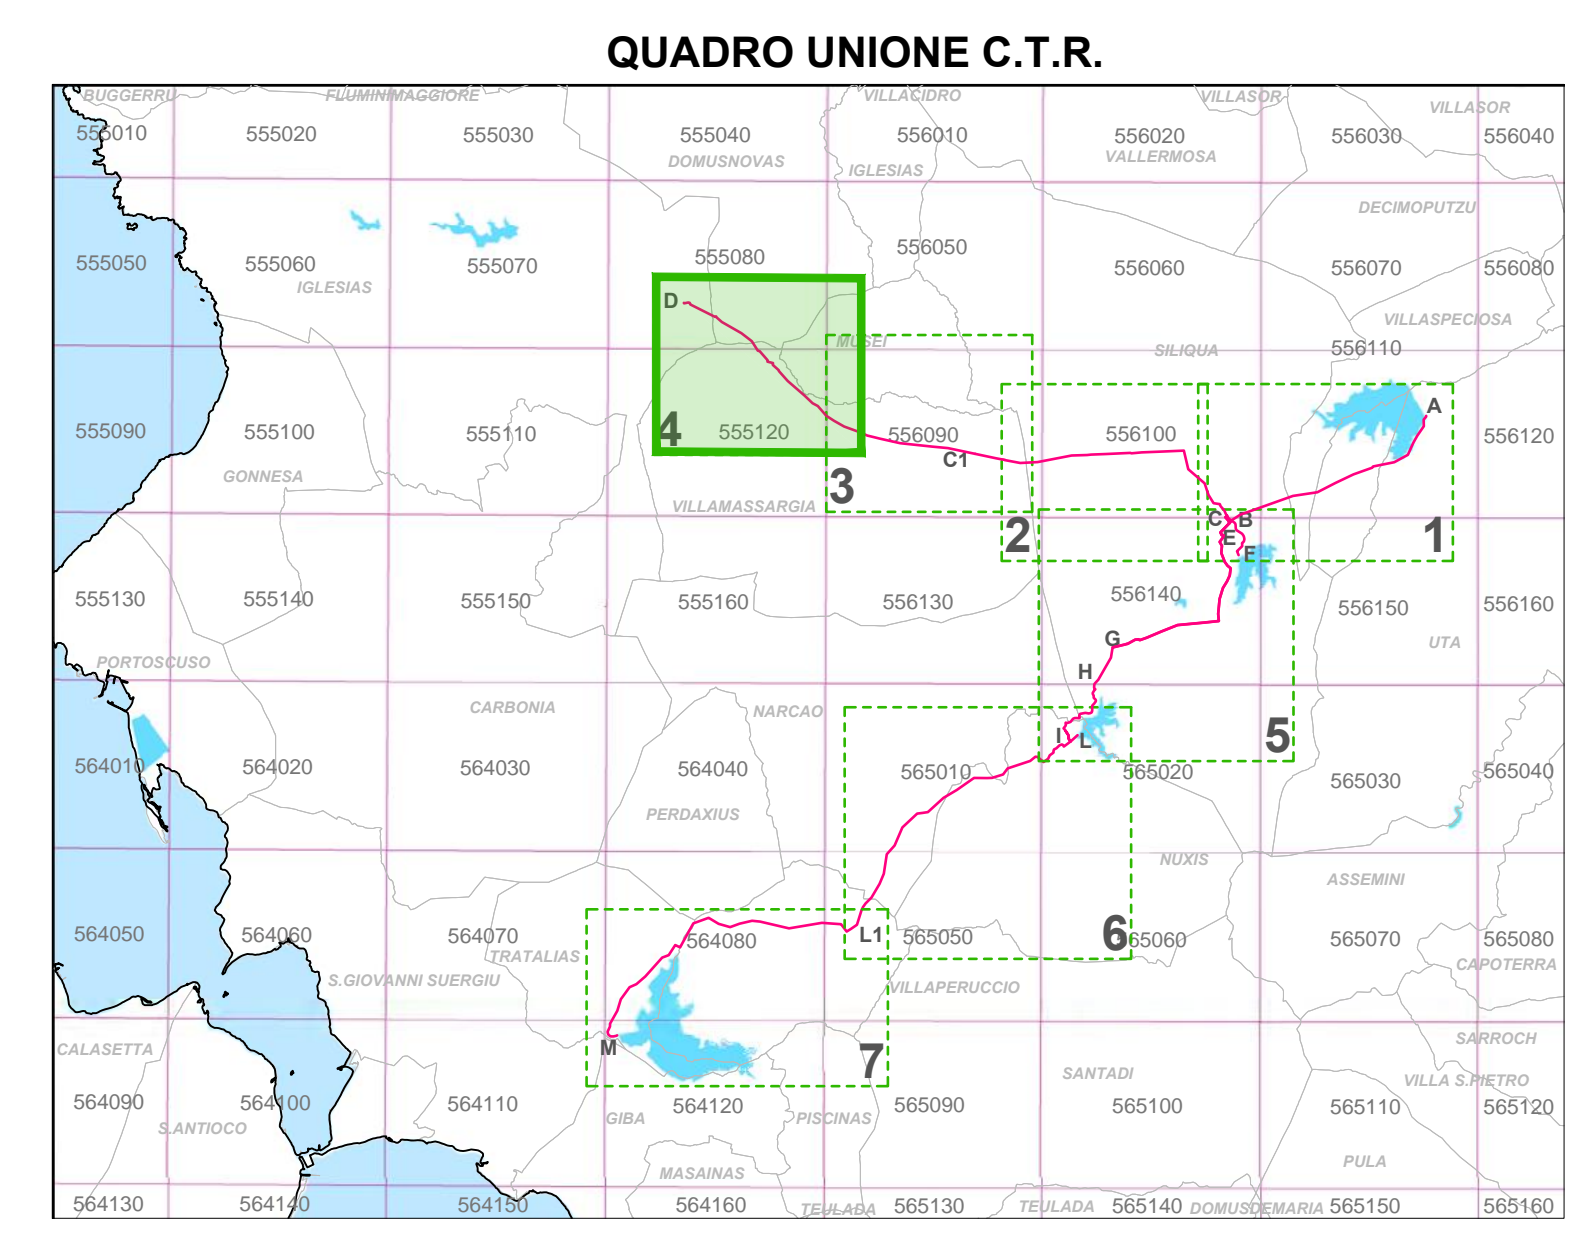 QUADRO UNIONE C.T.R.
BUGGERRU FLUMINIMAGGIORE VILLACIDRO VILLASOR VILLASOR
555010 555020 555030 555040 556010 556020 556030 556040
DOMUSNOVAS IGLESIAS VALLERMOSA
DECIMOPUTZU
555050 555060 555070 555080 556050 556060 556070 556080
IGLESIAS
D
VILLASPECIOSA
MUSEI SILIQUA 556110
A
555090 555100 555110 4 555120 556090 556100 556120
C1
GONNESA
3
VILLAMASSARGIA
C B
2 E 1
F
555130 555140 555150 555160 556130 556140 556150 556160
G UTA
PORTOSCUSO
H
CARBONIA NARCAO
I L 5
564010 564020 564030 564040 565010 565020 565030 565040
PERDAXIUS
NUXIS
ASSEMINI
564050 564060 564070 564080 L1 565050 6 565060 565070 565080
TRATALIAS
CAPOTERRA
S.GIOVANNI SUERGIU
VILLAPERUCCIO
SARROCH
CALASETTA M 7
SANTADI VILLA S.PIETRO
564090 564100 564110 564120 565090 565100 565110 565120
S.ANTIOCO GIBA PISCINAS
PULA
MASAINAS
564130 564140 564150 564160 TEULADA 565130 TEULADA 565140 DOMUSDEMARIA 565150 565160